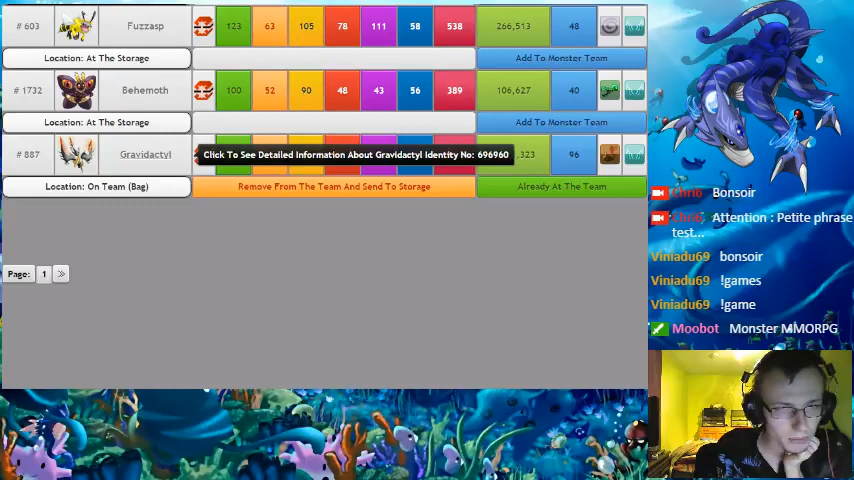 # 603 Fuzzasp 123 63 105 78 111 58 538 266,513 48
Location: At The Storage Add To Monster Team
# 1732 Behemoth 100 52 90 48 43 56 389 106,627 40
Location: At The Storage Add To Monster Team
# 887 Gravidactyl Click To See Detailed Information About Gravidactyl Identity No: 696960 ,323 96
Location: On Team (Bag) Remove From The Team And Send To Storage Already At The Team
Page: 1 »
Chri6 Bonsoir
Chri6 Attention : Petite phrase
test...
Viniadu69 bonsoir
Viniadu69 !games
Viniadu69 !game
Moobot Monster MMORPG